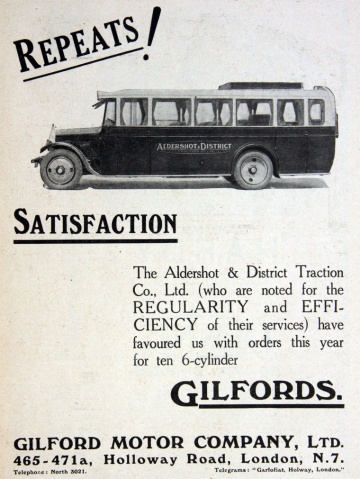 REPEATS!
ALDERSHOT & DISTRICT
SATISFACTION
The Aldershot & District Traction
Co., Ltd. (who are noted for the
REGULARITY and EFFI-
CIENCY of their services) have
favoured us with orders this year
for ten 6-cylinder
GILFORDS.
GILFORD MOTOR COMPANY, LTD.
465-471a, Holloway Road, London, N.7.
Telephone: North 3021. Telegrams: "Garfofiat, Holway, London."